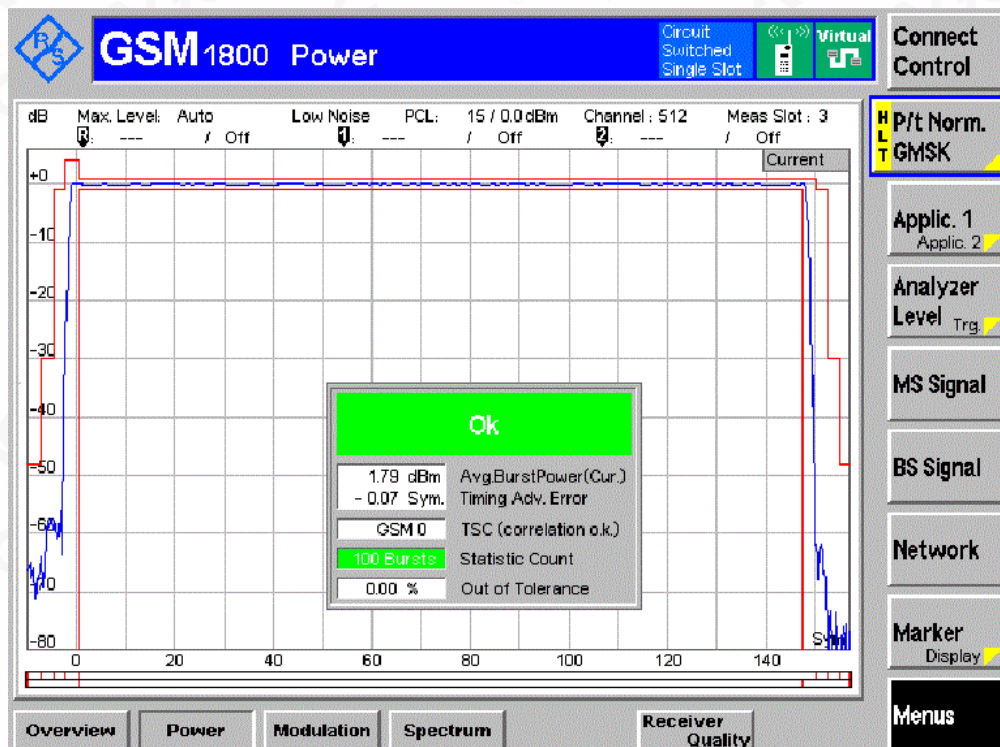 R/S
GSM 1800 Power
Circuit Switched Single Slot
Virtual
Connect Control
dB Max. Level: Auto Low Noise PCL: 15 / 0.0 dBm Channel : 512 Meas Slot : 3
R: --- / Off 1: --- / Off 2: --- / Off
Current
HLT
P/t Norm. GMSK
Applic. 1
Applic. 2
Analyzer Level Trg.
MS Signal
BS Signal
Network
Marker
Display
Menus
+0
-10
-20
-30
-40
-50
-60
-70
-80
Ok
1.79 dBm Avg.BurstPower(Cur.)
- 0.07 Sym. Timing Adv. Error
GSM 0 TSC (correlation o.k.)
100 Bursts Statistic Count
0.00 % Out of Tolerance
0 20 40 60 80 100 120 140
Overview Power Modulation Spectrum Receiver Quality